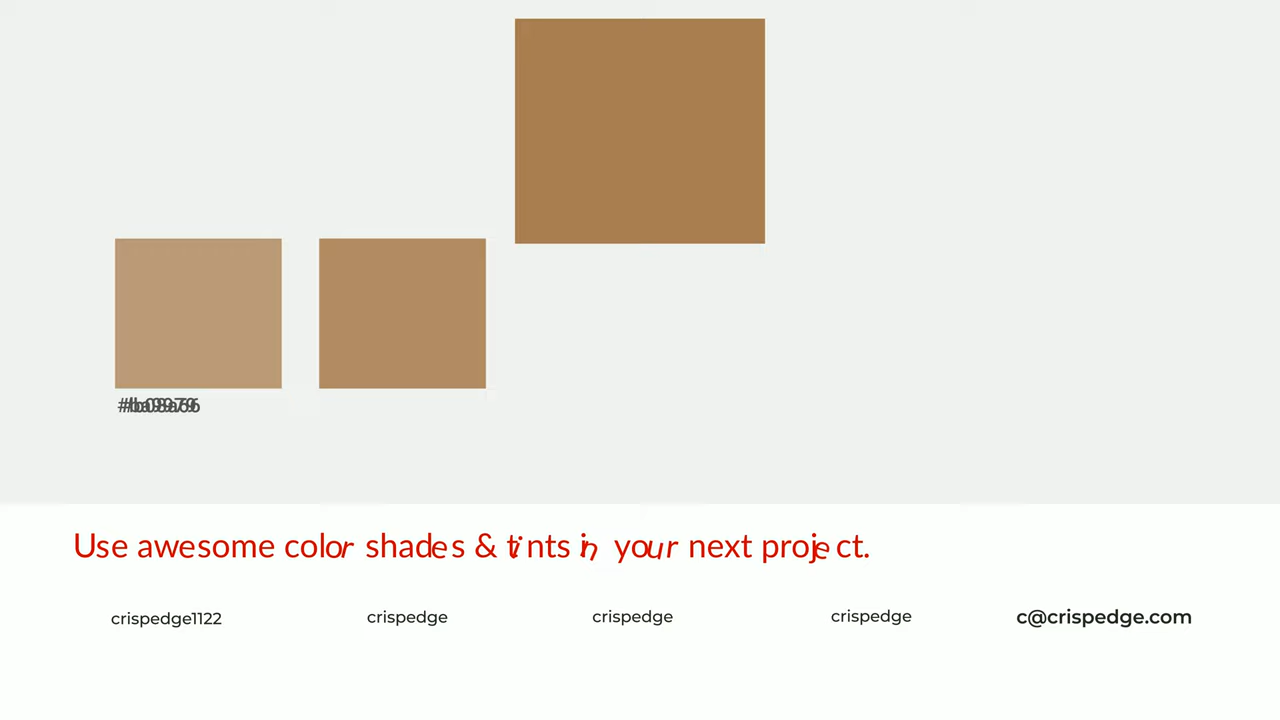 Use awesome color shades & tints in your next project.
crispedge1122 crispedge crispedge crispedge c@crispedge.com